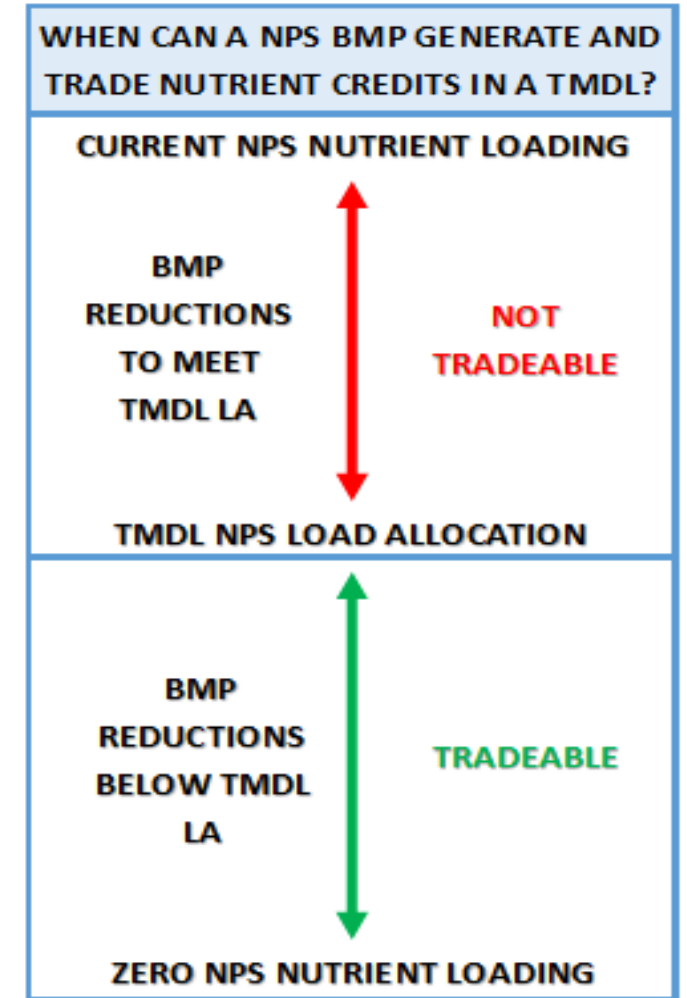 WHEN CAN A NPS BMP GENERATE AND
TRADE NUTRIENT CREDITS IN A TMDL?
CURRENT NPS NUTRIENT LOADING
BMP
REDUCTIONS
TO MEET
TMDL LA
NOT
TRADEABLE
TMDL NPS LOAD ALLOCATION
BMP
REDUCTIONS
BELOW TMDL
LA
TRADEABLE
ZERO NPS NUTRIENT LOADING